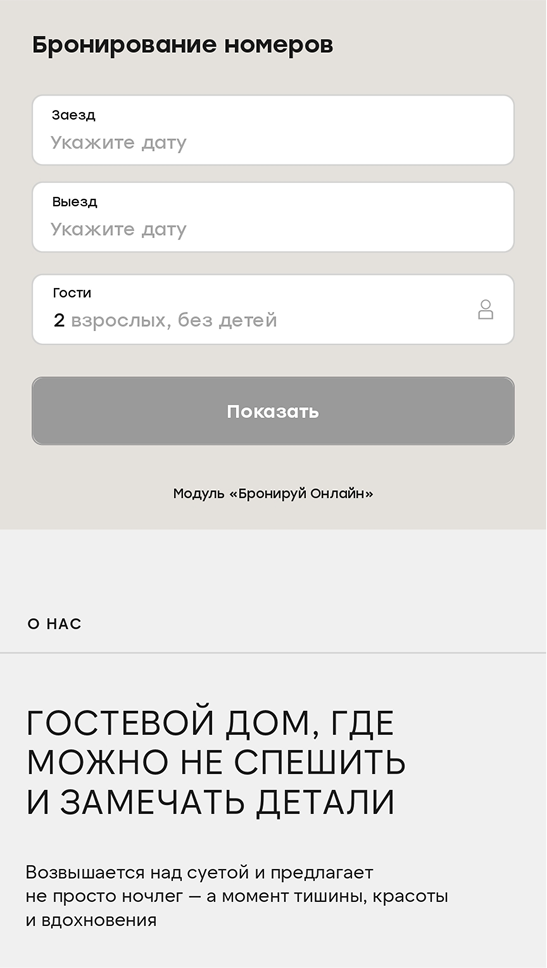 Бронирование номеров
Заезд
Укажите дату
Выезд
Укажите дату
Гости
2 взрослых, без детей
Показать
Модуль «Бронируй Онлайн»
О НАС
ГОСТЕВОЙ ДОМ, ГДЕ
МОЖНО НЕ СПЕШИТЬ
И ЗАМЕЧАТЬ ДЕТАЛИ
Возвышается над суетой и предлагает
не просто ночлег — а момент тишины, красоты
и вдохновения